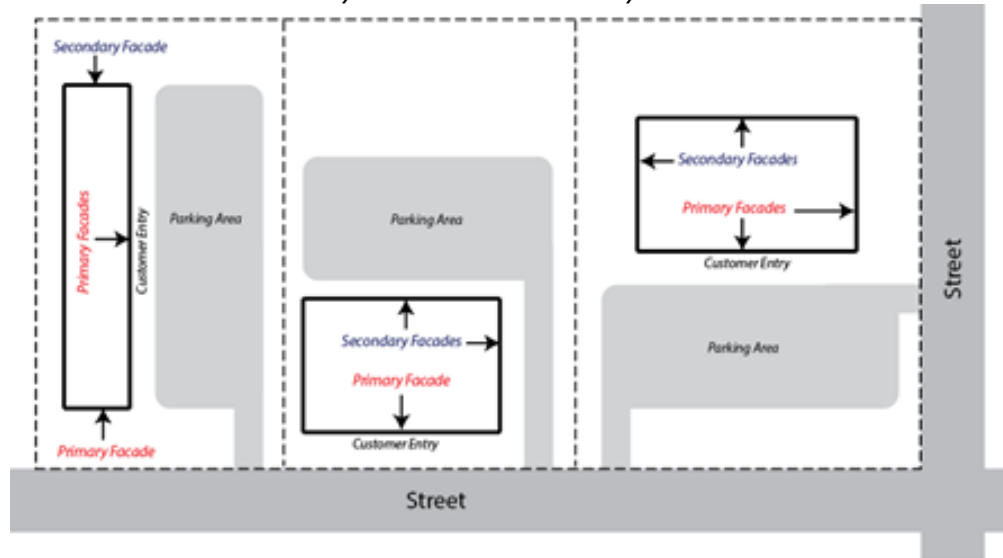 Secondary Facade
Primary Facades
Customer Entry
Parking Area
Primary Facade
Parking Area
Secondary Facades
Primary Facade
Customer Entry
Secondary Facades
Primary Facades
Customer Entry
Parking Area
Street
Street